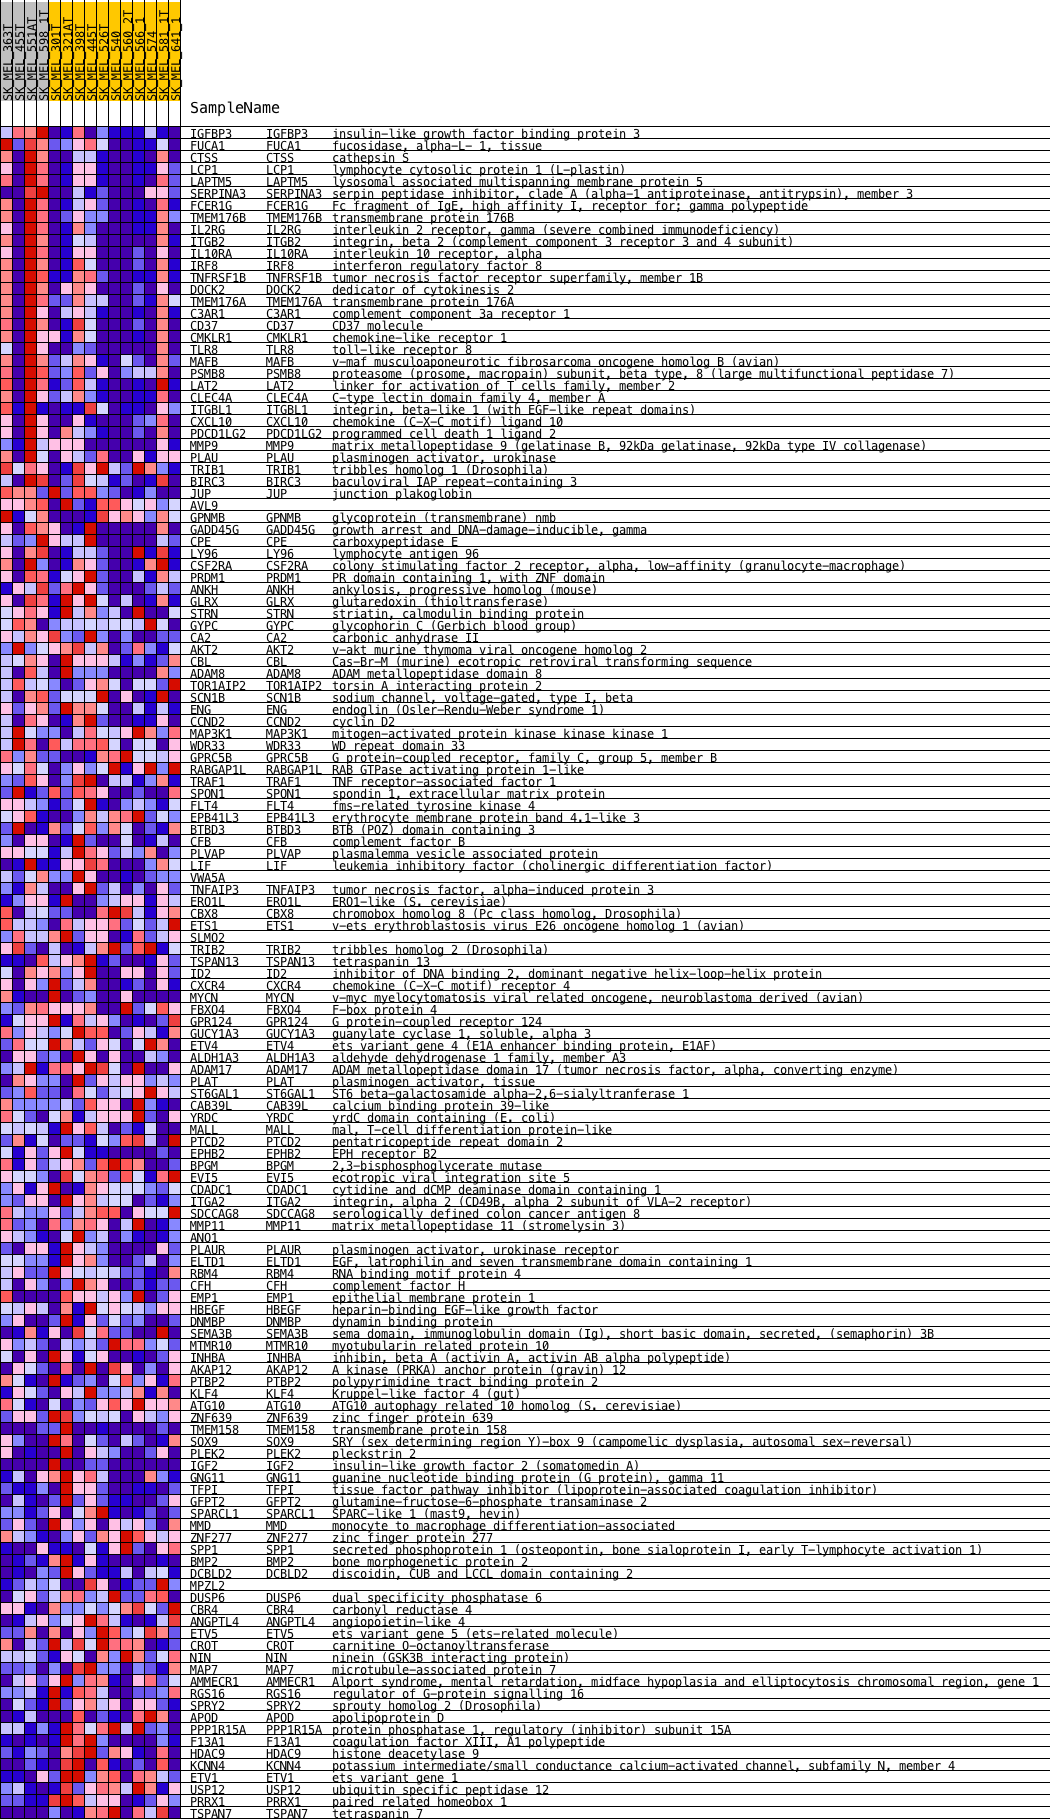 SK_MEL_363T
SK_MEL_455T
SK_MEL_551AT
SK_MEL_598_1T
SK_MEL_301T
SK_MEL_321AT
SK_MEL_398T
SK_MEL_445T
SK_MEL_526T
SK_MEL_540
SK_MEL_560_2T
SK_MEL_566_1
SK_MEL_574
SK_MEL_581_1T
SK_MEL_641_1
SampleName
IGFBP3 IGFBP3 insulin-like growth factor binding protein 3
FUCA1 FUCA1 fucosidase, alpha-L- 1, tissue
CTSS CTSS cathepsin S
LCP1 LCP1 lymphocyte cytosolic protein 1 (L-plastin)
LAPTM5 LAPTM5 lysosomal associated multispanning membrane protein 5
SERPINA3 SERPINA3 serpin peptidase inhibitor, clade A (alpha-1 antiproteinase, antitrypsin), member 3
FCER1G FCER1G Fc fragment of IgE, high affinity I, receptor for; gamma polypeptide
TMEM176B TMEM176B transmembrane protein 176B
IL2RG IL2RG interleukin 2 receptor, gamma (severe combined immunodeficiency)
ITGB2 ITGB2 integrin, beta 2 (complement component 3 receptor 3 and 4 subunit)
IL10RA IL10RA interleukin 10 receptor, alpha
IRF8 IRF8 interferon regulatory factor 8
TNFRSF1B TNFRSF1B tumor necrosis factor receptor superfamily, member 1B
DOCK2 DOCK2 dedicator of cytokinesis 2
TMEM176A TMEM176A transmembrane protein 176A
C3AR1 C3AR1 complement component 3a receptor 1
CD37 CD37 CD37 molecule
CMKLR1 CMKLR1 chemokine-like receptor 1
TLR8 TLR8 toll-like receptor 8
MAFB MAFB v-maf musculoaponeurotic fibrosarcoma oncogene homolog B (avian)
PSMB8 PSMB8 proteasome (prosome, macropain) subunit, beta type, 8 (large multifunctional peptidase 7)
LAT2 LAT2 linker for activation of T cells family, member 2
CLEC4A CLEC4A C-type lectin domain family 4, member A
ITGBL1 ITGBL1 integrin, beta-like 1 (with EGF-like repeat domains)
CXCL10 CXCL10 chemokine (C-X-C motif) ligand 10
PDCD1LG2 PDCD1LG2 programmed cell death 1 ligand 2
MMP9 MMP9 matrix metallopeptidase 9 (gelatinase B, 92kDa gelatinase, 92kDa type IV collagenase)
PLAU PLAU plasminogen activator, urokinase
TRIB1 TRIB1 tribbles homolog 1 (Drosophila)
BIRC3 BIRC3 baculoviral IAP repeat-containing 3
JUP JUP junction plakoglobin
AVL9
GPNMB GPNMB glycoprotein (transmembrane) nmb
GADD45G GADD45G growth arrest and DNA-damage-inducible, gamma
CPE CPE carboxypeptidase E
LY96 LY96 lymphocyte antigen 96
CSF2RA CSF2RA colony stimulating factor 2 receptor, alpha, low-affinity (granulocyte-macrophage)
PRDM1 PRDM1 PR domain containing 1, with ZNF domain
ANKH ANKH ankylosis, progressive homolog (mouse)
GLRX GLRX glutaredoxin (thioltransferase)
STRN STRN striatin, calmodulin binding protein
GYPC GYPC glycophorin C (Gerbich blood group)
CA2 CA2 carbonic anhydrase II
AKT2 AKT2 v-akt murine thymoma viral oncogene homolog 2
CBL CBL Cas-Br-M (murine) ecotropic retroviral transforming sequence
ADAM8 ADAM8 ADAM metallopeptidase domain 8
TOR1AIP2 TOR1AIP2 torsin A interacting protein 2
SCN1B SCN1B sodium channel, voltage-gated, type I, beta
ENG ENG endoglin (Osler-Rendu-Weber syndrome 1)
CCND2 CCND2 cyclin D2
MAP3K1 MAP3K1 mitogen-activated protein kinase kinase kinase 1
WDR33 WDR33 WD repeat domain 33
GPRC5B GPRC5B G protein-coupled receptor, family C, group 5, member B
RABGAP1L RABGAP1L RAB GTPase activating protein 1-like
TRAF1 TRAF1 TNF receptor-associated factor 1
SPON1 SPON1 spondin 1, extracellular matrix protein
FLT4 FLT4 fms-related tyrosine kinase 4
EPB41L3 EPB41L3 erythrocyte membrane protein band 4.1-like 3
BTBD3 BTBD3 BTB (POZ) domain containing 3
CFB CFB complement factor B
PLVAP PLVAP plasmalemma vesicle associated protein
LIF LIF leukemia inhibitory factor (cholinergic differentiation factor)
VWA5A
TNFAIP3 TNFAIP3 tumor necrosis factor, alpha-induced protein 3
ERO1L ERO1L ERO1-like (S. cerevisiae)
CBX8 CBX8 chromobox homolog 8 (Pc class homolog, Drosophila)
ETS1 ETS1 v-ets erythroblastosis virus E26 oncogene homolog 1 (avian)
SLMO2
TRIB2 TRIB2 tribbles homolog 2 (Drosophila)
TSPAN13 TSPAN13 tetraspanin 13
ID2 ID2 inhibitor of DNA binding 2, dominant negative helix-loop-helix protein
CXCR4 CXCR4 chemokine (C-X-C motif) receptor 4
MYCN MYCN v-myc myelocytomatosis viral related oncogene, neuroblastoma derived (avian)
FBXO4 FBXO4 F-box protein 4
GPR124 GPR124 G protein-coupled receptor 124
GUCY1A3 GUCY1A3 guanylate cyclase 1, soluble, alpha 3
ETV4 ETV4 ets variant gene 4 (E1A enhancer binding protein, E1AF)
ALDH1A3 ALDH1A3 aldehyde dehydrogenase 1 family, member A3
ADAM17 ADAM17 ADAM metallopeptidase domain 17 (tumor necrosis factor, alpha, converting enzyme)
PLAT PLAT plasminogen activator, tissue
ST6GAL1 ST6GAL1 ST6 beta-galactosamide alpha-2,6-sialyltranferase 1
CAB39L CAB39L calcium binding protein 39-like
YRDC YRDC yrdC domain containing (E. coli)
MALL MALL mal, T-cell differentiation protein-like
PTCD2 PTCD2 pentatricopeptide repeat domain 2
EPHB2 EPHB2 EPH receptor B2
BPGM BPGM 2,3-bisphosphoglycerate mutase
EVI5 EVI5 ecotropic viral integration site 5
CDADC1 CDADC1 cytidine and dCMP deaminase domain containing 1
ITGA2 ITGA2 integrin, alpha 2 (CD49B, alpha 2 subunit of VLA-2 receptor)
SDCCAG8 SDCCAG8 serologically defined colon cancer antigen 8
MMP11 MMP11 matrix metallopeptidase 11 (stromelysin 3)
ANO1
PLAUR PLAUR plasminogen activator, urokinase receptor
ELTD1 ELTD1 EGF, latrophilin and seven transmembrane domain containing 1
RBM4 RBM4 RNA binding motif protein 4
CFH CFH complement factor H
EMP1 EMP1 epithelial membrane protein 1
HBEGF HBEGF heparin-binding EGF-like growth factor
DNMBP DNMBP dynamin binding protein
SEMA3B SEMA3B sema domain, immunoglobulin domain (Ig), short basic domain, secreted, (semaphorin) 3B
MTMR10 MTMR10 myotubularin related protein 10
INHBA INHBA inhibin, beta A (activin A, activin AB alpha polypeptide)
AKAP12 AKAP12 A kinase (PRKA) anchor protein (gravin) 12
PTBP2 PTBP2 polypyrimidine tract binding protein 2
KLF4 KLF4 Kruppel-like factor 4 (gut)
ATG10 ATG10 ATG10 autophagy related 10 homolog (S. cerevisiae)
ZNF639 ZNF639 zinc finger protein 639
TMEM158 TMEM158 transmembrane protein 158
SOX9 SOX9 SRY (sex determining region Y)-box 9 (campomelic dysplasia, autosomal sex-reversal)
PLEK2 PLEK2 pleckstrin 2
IGF2 IGF2 insulin-like growth factor 2 (somatomedin A)
GNG11 GNG11 guanine nucleotide binding protein (G protein), gamma 11
TFPI TFPI tissue factor pathway inhibitor (lipoprotein-associated coagulation inhibitor)
GFPT2 GFPT2 glutamine-fructose-6-phosphate transaminase 2
SPARCL1 SPARCL1 SPARC-like 1 (mast9, hevin)
MMD MMD monocyte to macrophage differentiation-associated
ZNF277 ZNF277 zinc finger protein 277
SPP1 SPP1 secreted phosphoprotein 1 (osteopontin, bone sialoprotein I, early T-lymphocyte activation 1)
BMP2 BMP2 bone morphogenetic protein 2
DCBLD2 DCBLD2 discoidin, CUB and LCCL domain containing 2
MPZL2
DUSP6 DUSP6 dual specificity phosphatase 6
CBR4 CBR4 carbonyl reductase 4
ANGPTL4 ANGPTL4 angiopoietin-like 4
ETV5 ETV5 ets variant gene 5 (ets-related molecule)
CROT CROT carnitine O-octanoyltransferase
NIN NIN ninein (GSK3B interacting protein)
MAP7 MAP7 microtubule-associated protein 7
AMMECR1 AMMECR1 Alport syndrome, mental retardation, midface hypoplasia and elliptocytosis chromosomal region, gene 1
RGS16 RGS16 regulator of G-protein signalling 16
SPRY2 SPRY2 sprouty homolog 2 (Drosophila)
APOD APOD apolipoprotein D
PPP1R15A PPP1R15A protein phosphatase 1, regulatory (inhibitor) subunit 15A
F13A1 F13A1 coagulation factor XIII, A1 polypeptide
HDAC9 HDAC9 histone deacetylase 9
KCNN4 KCNN4 potassium intermediate/small conductance calcium-activated channel, subfamily N, member 4
ETV1 ETV1 ets variant gene 1
USP12 USP12 ubiquitin specific peptidase 12
PRRX1 PRRX1 paired related homeobox 1
TSPAN7 TSPAN7 tetraspanin 7